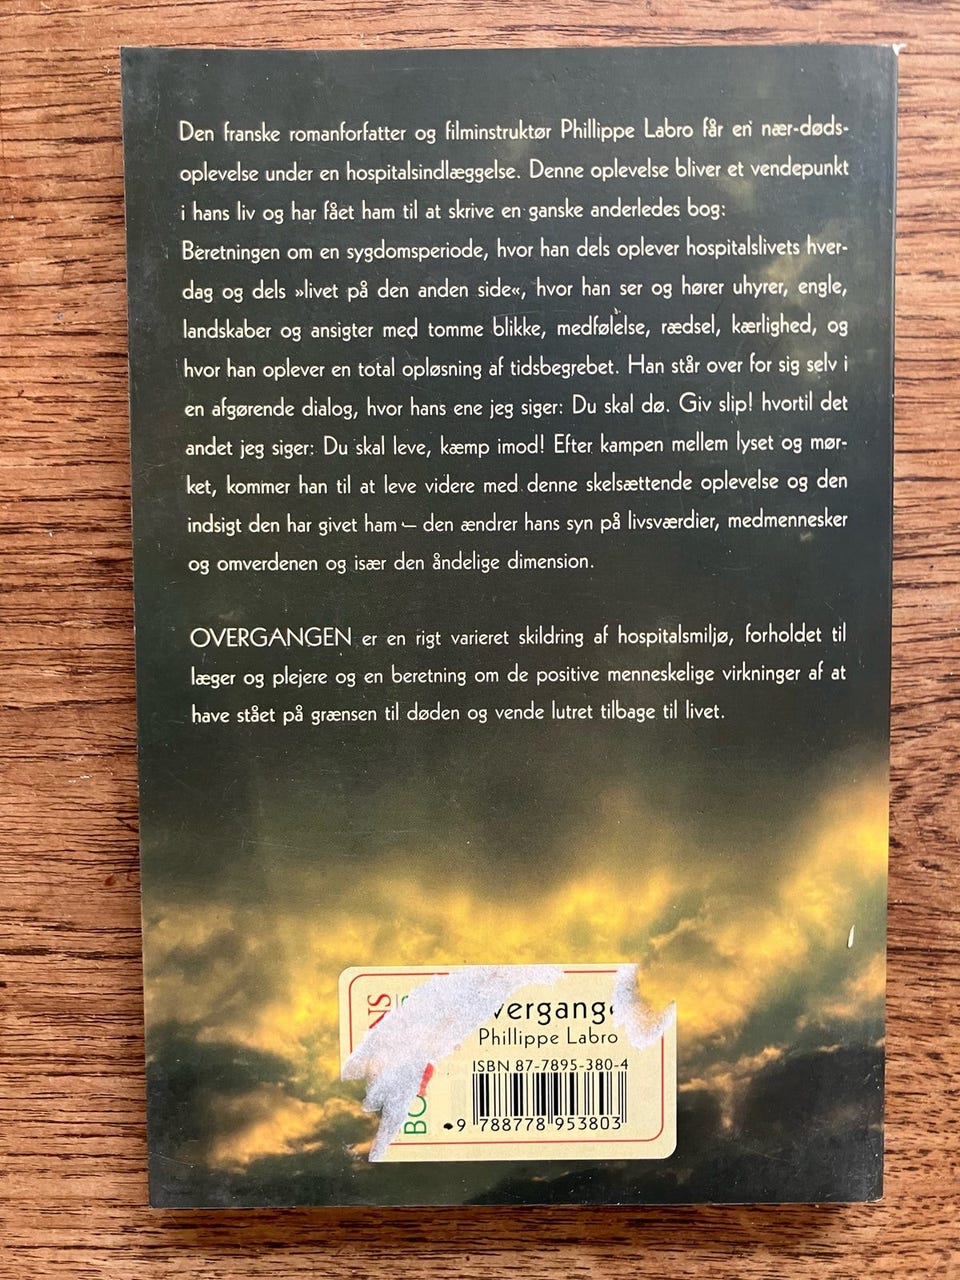 Den franske romanforfatter og filminstruktør Phillippe Labro får en nær-døds-
oplevelse under en hospitalsindlæggelse. Denne oplevelse bliver et vendepunkt
i hans liv og har fået ham til at skrive en ganske anderledes bog:
Beretningen om en sygdomsperiode, hvor han dels oplever hospitalslivets hver-
dag og dels »livet på den anden side«, hvor han ser og hører uhyrer, engle,
landskaber og ansigter med tomme blikke, medfølelse, rædsel, kærlighed, og
hvor han oplever en total opløsning af tidsbegrebet. Han står over for sig selv i
en afgørende dialog, hvor hans ene jeg siger: Du skal dø. Giv slip! hvortil det
andet jeg siger: Du skal leve, kæmp imod! Efter kampen mellem lyset og mør-
ket, kommer han til at leve videre med denne skelsættende oplevelse og den
indsigt den har givet ham – den ændrer hans syn på livsværdier, medmennesker
og omverdenen og især den åndelige dimension.
OVERGANGEN er en rigt varieret skildring af hospitalsmiljø, forholdet til
læger og plejere og en beretning om de positive menneskelige virkninger af at
have stået på grænsen til døden og vende lutret tilbage til livet.
vergange
Phillippe Labro
ISBN 87-7895-380-4
9 788778 953803